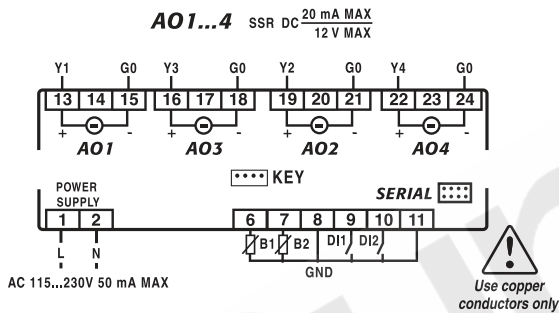 AO1...4 SSR DC 20 mA MAX
12 V MAX
Y1 G0 Y3 G0 Y2 G0 Y4 G0
13 14 15 16 17 18 19 20 21 22 23 24
+ - + - + - + -
AO1 AO3 AO2 AO4
KEY
POWER
SUPPLY
SERIAL
1 2 6 7 8 9 10 11
B1 B2 DI1 DI2
L N
GND
AC 115...230V 50 mA MAX
!
Use copper
conductors only